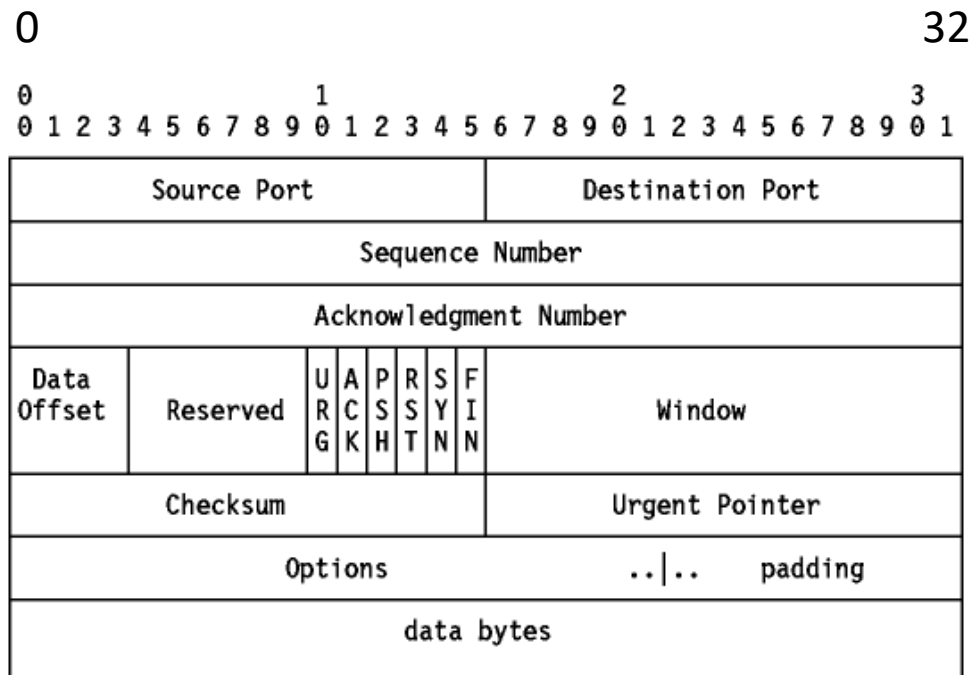 0 32
0 1 2 3
0 1 2 3 4 5 6 7 8 9 0 1 2 3 4 5 6 7 8 9 0 1 2 3 4 5 6 7 8 9 0 1
Source Port Destination Port
Sequence Number
Acknowledgment Number
Data U A P R S F
Offset Reserved R C S S Y I Window
G K H T N N
Checksum Urgent Pointer
Options ..|.. padding
data bytes